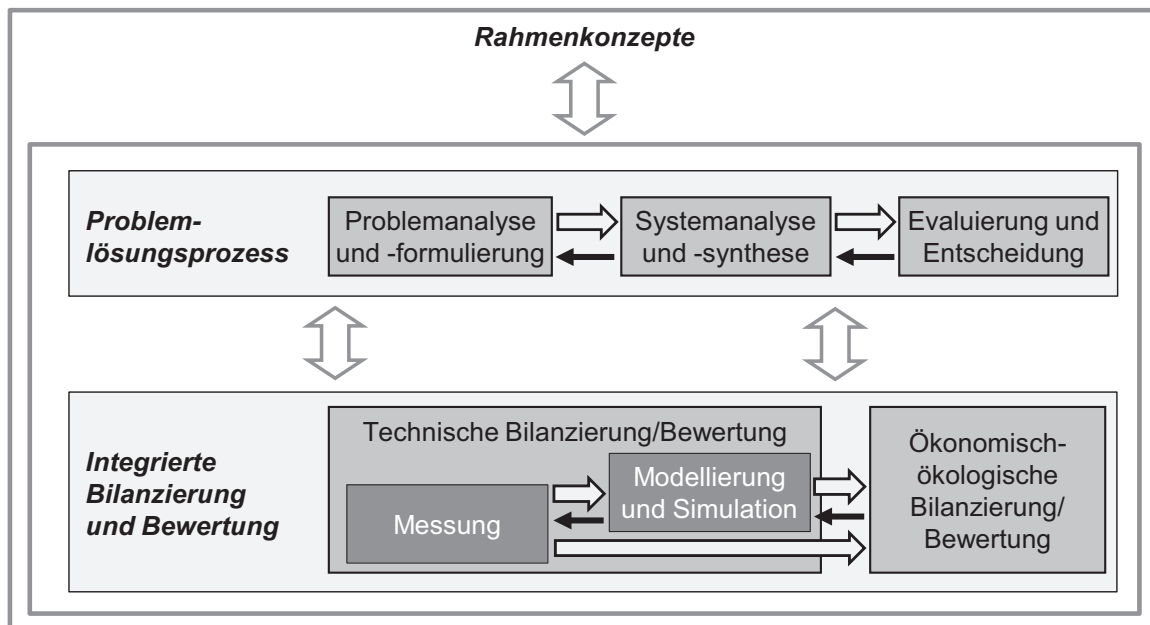 Rahmenkonzepte
Problem-
lösungsprozess
Problemanalyse
und -formulierung
Systemanalyse
und -synthese
Evaluierung und
Entscheidung
Integrierte
Bilanzierung
und Bewertung
Technische Bilanzierung/Bewertung
Messung
Modellierung
und Simulation
Ökonomisch-
ökologische
Bilanzierung/
Bewertung